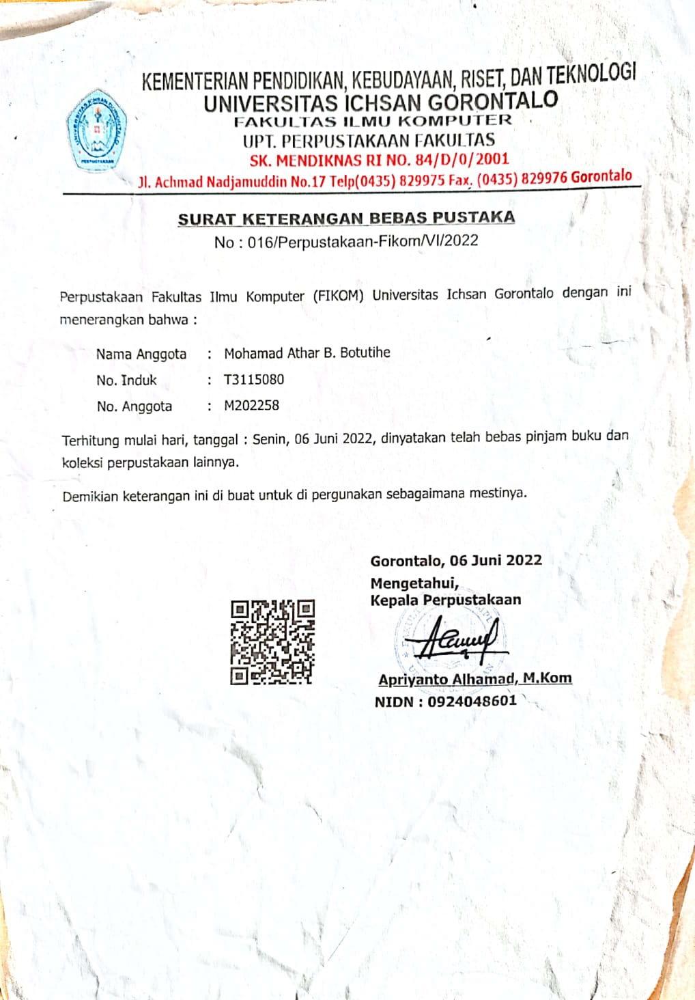 KEMENTERIAN PENDIDIKAN, KEBUDAYAAN, RISET, DAN TEKNOLOGI
UNIVERSITAS ICHSAN GORONTALO
FAKULTAS ILMU KOMPUTER
UPT. PERPUSTAKAAN FAKULTAS
SK. MENDIKNAS RI NO. 84/D/0/2001
Jl. Achmad Nadjamuddin No.17 Telp(0435) 829975 Fax. (0435) 829976 Gorontalo
UNIVERSITAS ICHSAN GORONTALO
PERPUSTAKAAN
SURAT KETERANGAN BEBAS PUSTAKA
No : 016/Perpustakaan-Fikom/VI/2022
Perpustakaan Fakultas Ilmu Komputer (FIKOM) Universitas Ichsan Gorontalo dengan ini
menerangkan bahwa :
Nama Anggota : Mohamad Athar B. Botutihe
No. Induk : T3115080
No. Anggota : M202258
Terhitung mulai hari, tanggal : Senin, 06 Juni 2022, dinyatakan telah bebas pinjam buku dan
koleksi perpustakaan lainnya.
Demikian keterangan ini di buat untuk di pergunakan sebagaimana mestinya.
Gorontalo, 06 Juni 2022
Mengetahui,
Kepala Perpustakaan
Apriyanto Alhamad, M.Kom
NIDN : 0924048601